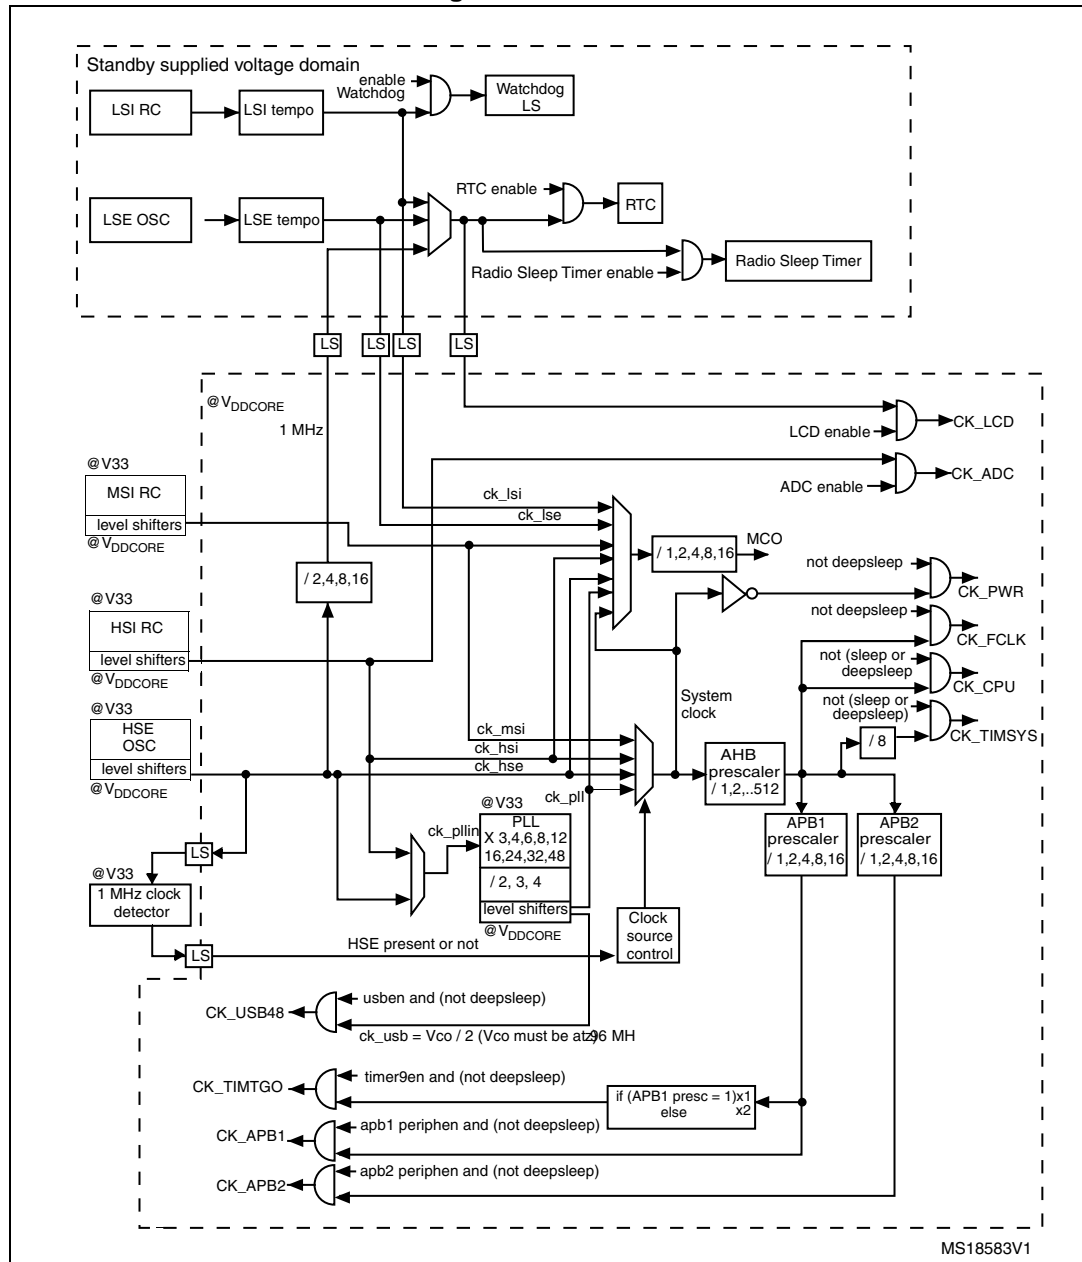 Standby supplied voltage domain
enable
Watchdog
Watchdog
LS
LSI RC
LSI tempo
RTC enable
RTC
LSE OSC
LSE tempo
Radio Sleep Timer enable
Radio Sleep Timer
LS
LS
LS
LS
@VDDCORE
1 MHz
LCD enable
CK_LCD
@V33
MSI RC
level shifters
@VDDCORE
ADC enable
CK_ADC
ck_lsi
ck_lse
/ 1,2,4,8,16
MCO
/ 2,4,8,16
not deepsleep
CK_PWR
@V33
HSI RC
level shifters
@VDDCORE
not deepsleep
CK_FCLK
not (sleep or
deepsleep
CK_CPU
System
clock
not (sleep or
deepsleep)
CK_TIMSYS
/ 8
@V33
HSE
OSC
level shifters
@VDDCORE
ck_msi
ck_hsi
ck_hse
ck_pll
AHB
prescaler
/ 1,2,..512
ck_pllin
@V33
PLL
X 3,4,6,8,12
16,24,32,48
/ 2, 3, 4
level shifters
@VDDCORE
APB1
prescaler
/ 1,2,4,8,16
APB2
prescaler
/ 1,2,4,8,16
LS
@V33
1 MHz clock
detector
LS
HSE present or not
Clock
source
control
CK_USB48
usben and (not deepsleep)
ck_usb = Vco / 2 (Vco must be at 96 MHz)
CK_TIMTGO
timer9en and (not deepsleep)
if (APB1 presc = 1)x1
else x2
CK_APB1
apb1 periphen and (not deepsleep)
CK_APB2
apb2 periphen and (not deepsleep)
MS18583V1